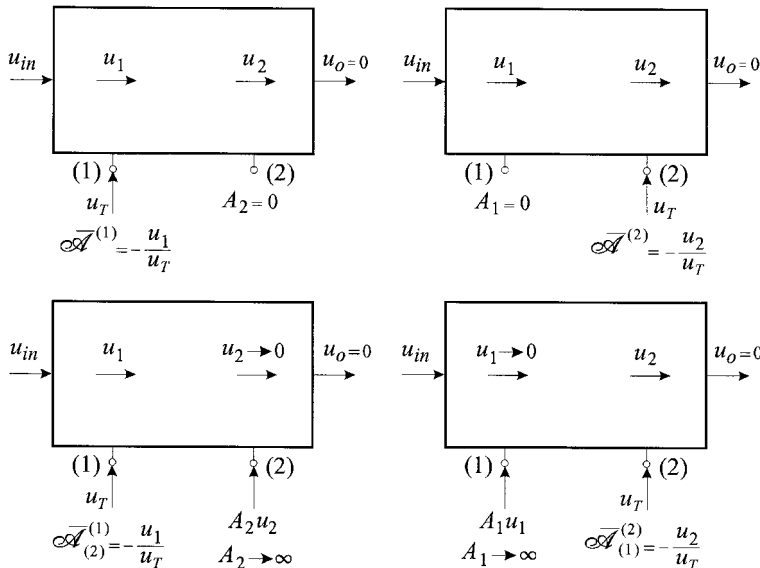 u_in u_1 u_2 u_o=0
(1) (2)
u_T A_2=0
𝒜̅^(1) = -u_1/u_T
u_in u_1 u_2 u_o=0
(1) (2)
A_1=0 u_T
𝒜̅^(2) = -u_2/u_T
u_in u_1 u_2→0 u_o=0
(1) (2)
u_T A_2u_2
𝒜̅^(1)_(2) = -u_1/u_T A_2→∞
u_in u_1→0 u_2 u_o=0
(1) (2)
A_1u_1 u_T
A_1→∞ 𝒜̅^(2)_(1) = -u_2/u_T